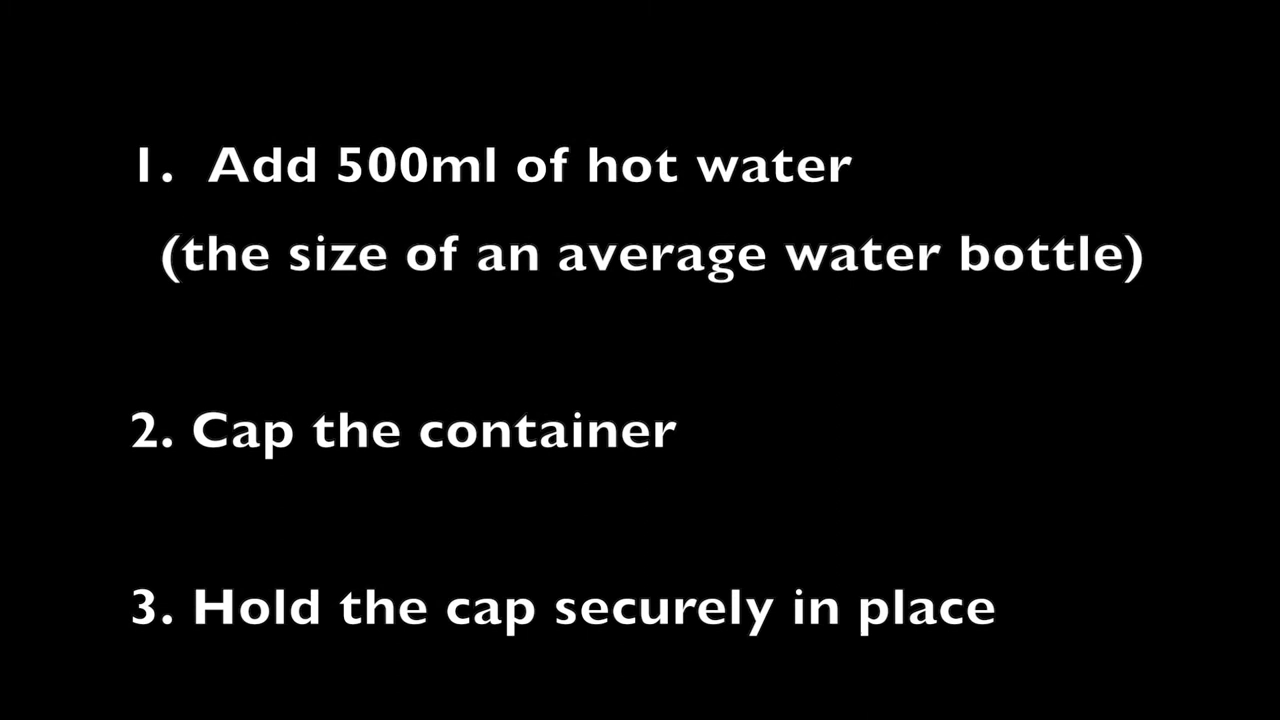 1. Add 500ml of hot water
(the size of an average water bottle)
2. Cap the container
3. Hold the cap securely in place